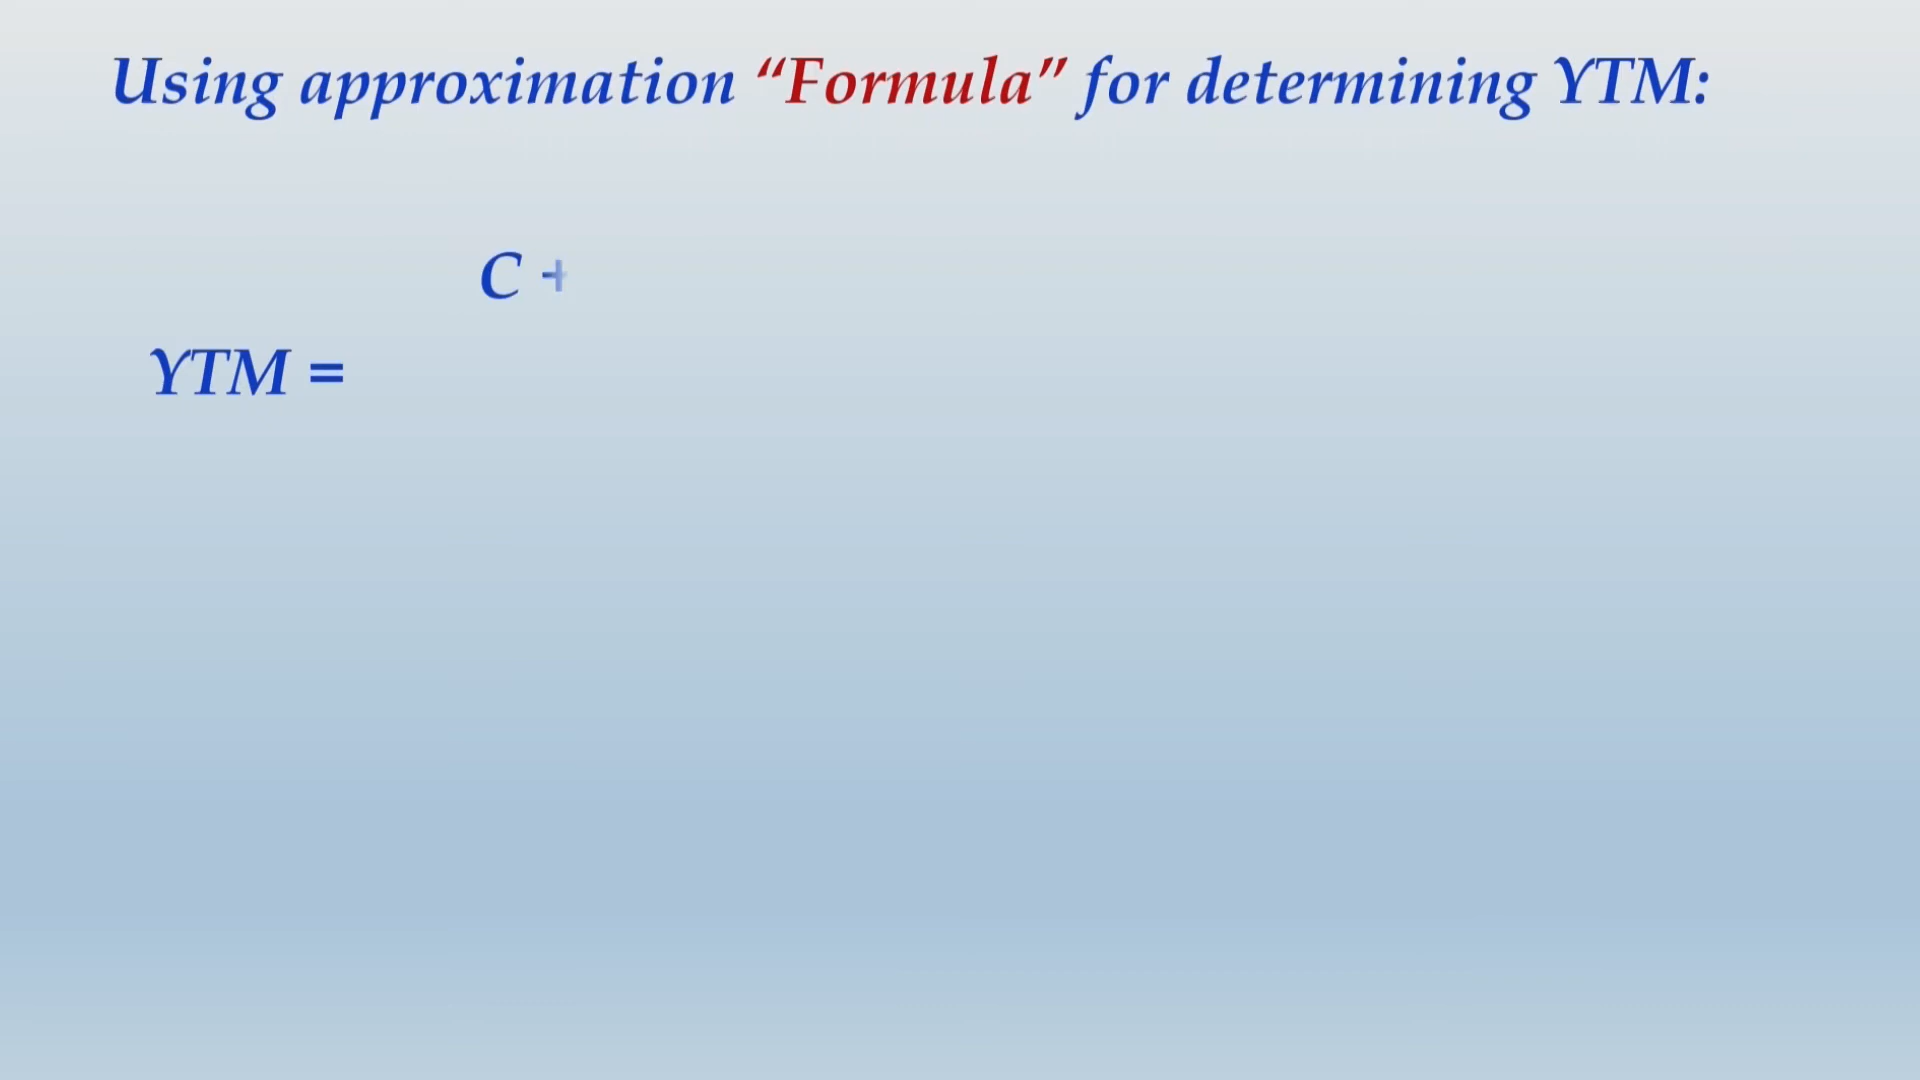 Using approximation “Formula” for determining YTM:
C +
YTM =